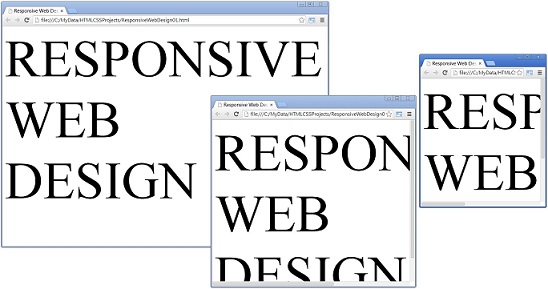 Responsive Web De
file:///C:/MyData/HTMLCSSProjects/ResponsiveWebDesign01.html
RESPONSIVE
WEB
DESIGN
Responsive Web De
file:///C:/MyData/HTMLCSSProjects/ResponsiveWebDesign0
RESPON
WEB
DESIGN
Responsive Web De
file:///C:/MyData/HTMLC
RESP
WEB